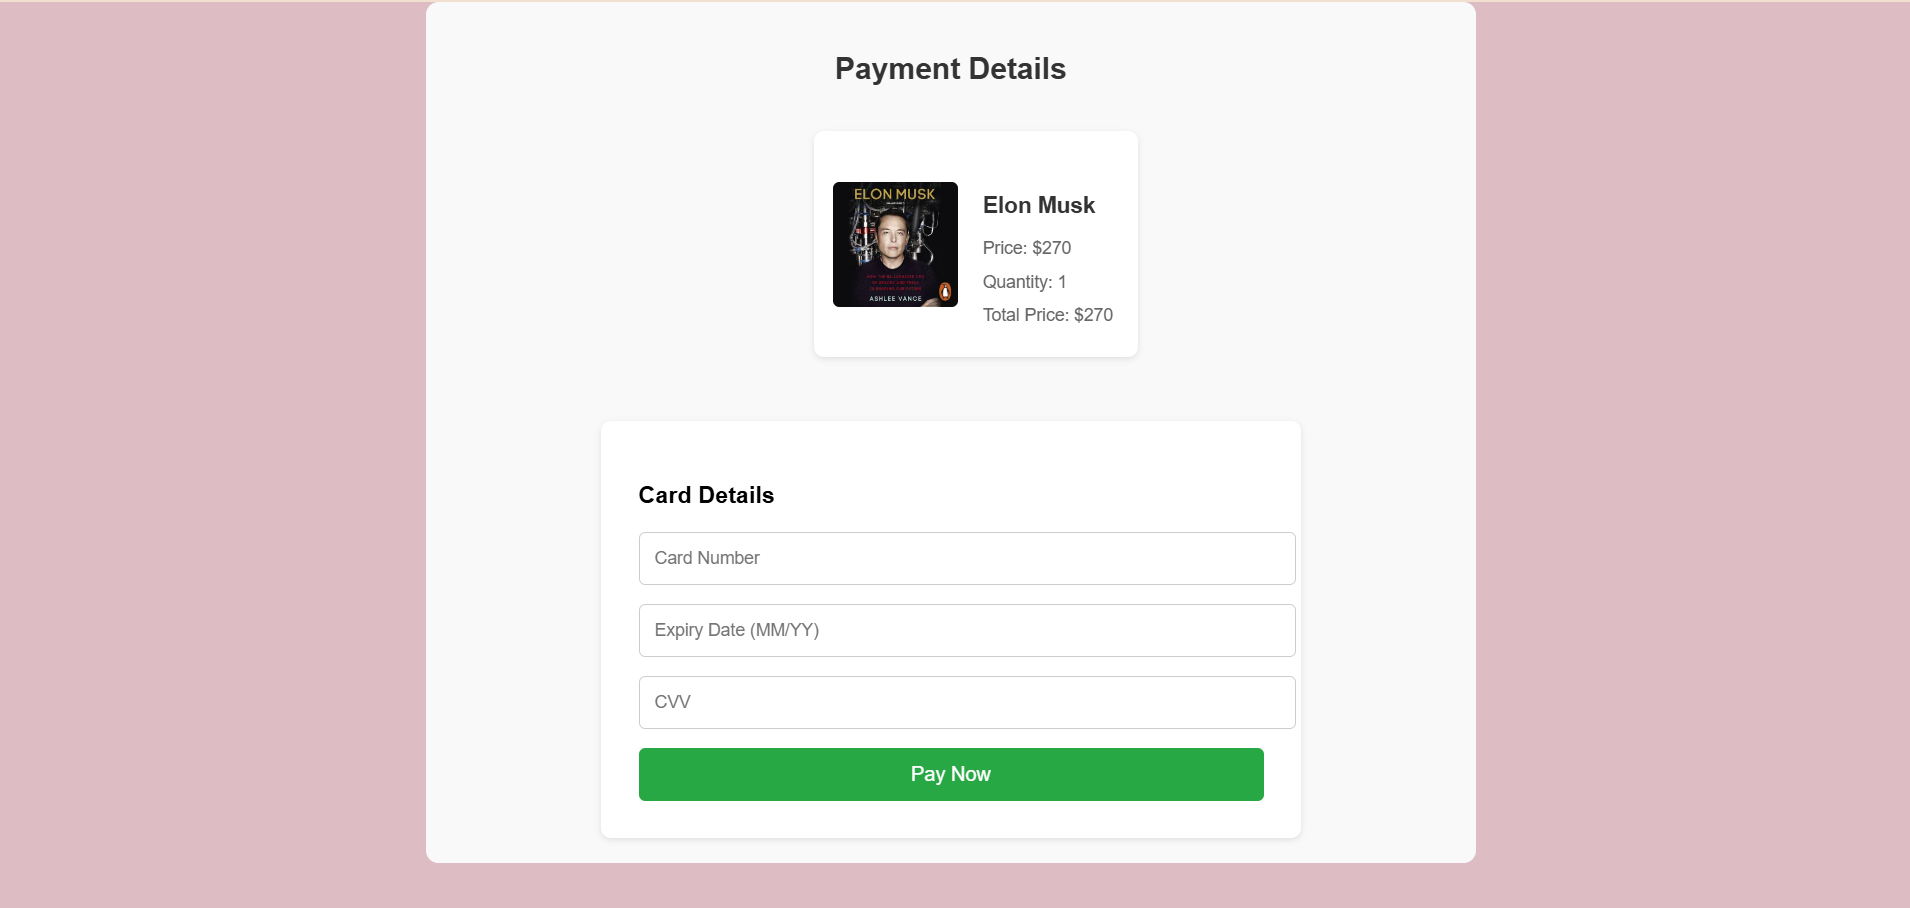 Payment Details
ELON MUSK
ASHLEE VANCE
Elon Musk
Price: $270
Quantity: 1
Total Price: $270
Card Details
Card Number
Expiry Date (MM/YY)
CVV
Pay Now